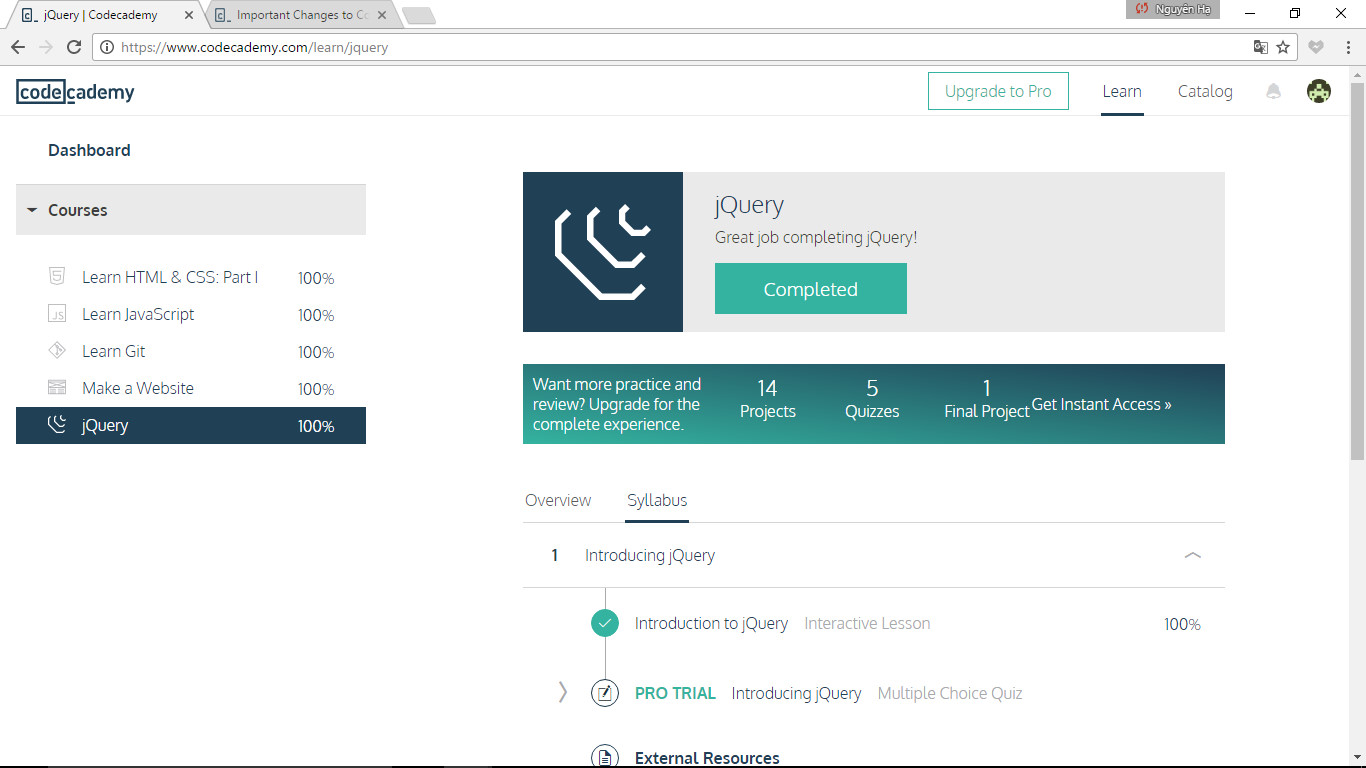 jQuery | Codecademy
Important Changes to Co
Nguyễn Hạ
https://www.codecademy.com/learn/jquery
codecademy
Upgrade to Pro
Learn
Catalog
Dashboard
Courses
Learn HTML & CSS: Part I 100%
Learn JavaScript 100%
Learn Git 100%
Make a Website 100%
jQuery 100%
jQuery
Great job completing jQuery!
Completed
Want more practice and
review? Upgrade for the
complete experience.
14
Projects
5
Quizzes
1
Final Project
Get Instant Access »
Overview
Syllabus
1 Introducing jQuery
Introduction to jQuery Interactive Lesson 100%
PRO TRIAL Introducing jQuery Multiple Choice Quiz
External Resources